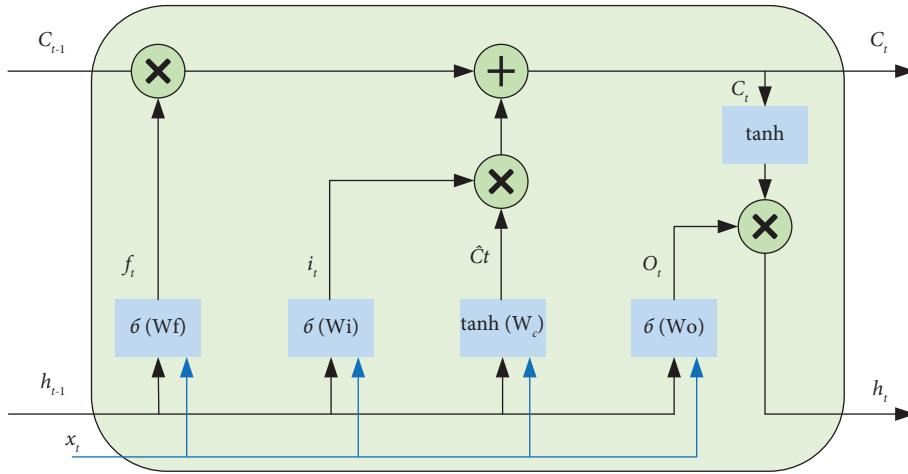 C_{t-1}
C_t
C_t
tanh
f_t
i_t
Ĉt
O_t
б (Wf)
б (Wi)
tanh (W_c)
б (Wo)
h_{t-1}
h_t
x_t